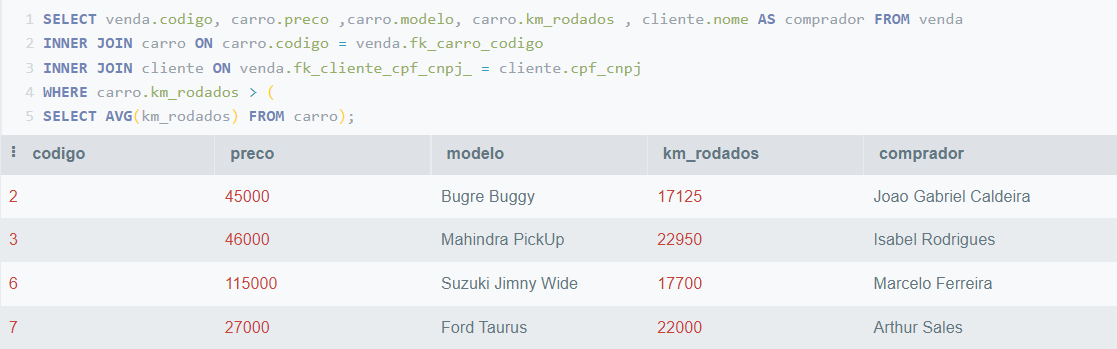 1 SELECT venda.codigo, carro.preco ,carro.modelo, carro.km_rodados , cliente.nome AS comprador FROM venda
2 INNER JOIN carro ON carro.codigo = venda.fk_carro_codigo
3 INNER JOIN cliente ON venda.fk_cliente_cpf_cnpj_ = cliente.cpf_cnpj
4 WHERE carro.km_rodados > (
5 SELECT AVG(km_rodados) FROM carro);
codigo preco modelo km_rodados comprador
2 45000 Bugre Buggy 17125 Joao Gabriel Caldeira
3 46000 Mahindra PickUp 22950 Isabel Rodrigues
6 115000 Suzuki Jimny Wide 17700 Marcelo Ferreira
7 27000 Ford Taurus 22000 Arthur Sales